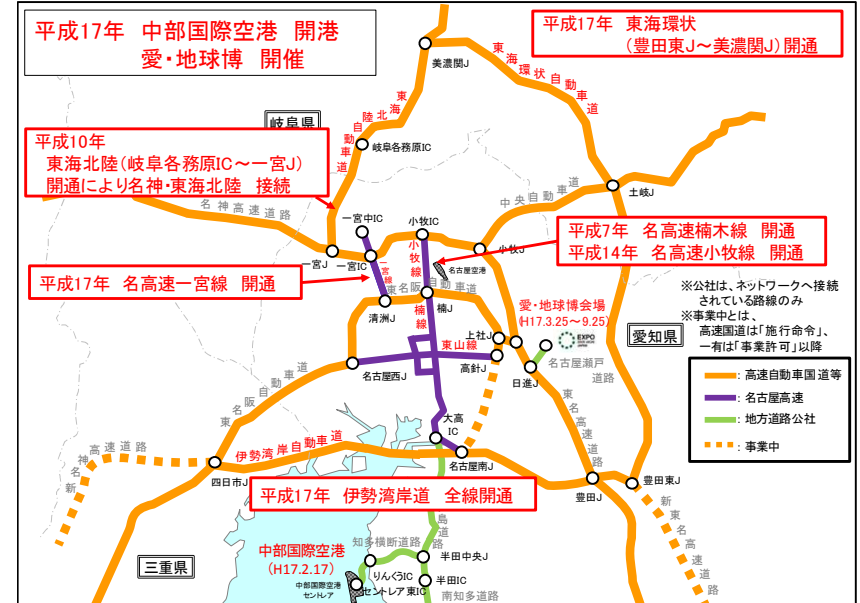 平成17年 中部国際空港 開港
愛・地球博 開催
平成17年 東海環状
(豊田東J～美濃関J)開通
美濃関J
東海環状自動車道
岐阜県
東海北陸自動車道
平成10年
東海北陸(岐阜各務原IC～一宮J)
開通により名神・東海北陸 接続
岐阜各務原IC
土岐J
中央自動車道
名神高速道路
一宮中IC
小牧IC
平成7年 名高速楠木線 開通
平成14年 名高速小牧線 開通
小牧線
一宮J
一宮IC
小牧J
名古屋空港
平成17年 名高速一宮線 開通
一宮線
東名阪自動車道
※公社は、ネットワークへ接続
されている路線のみ
※事業中とは、
高速国道は「施行命令」、
一有は「事業許可」以降
清洲J
楠J
楠線
愛・地球博会場
(H17.3.25～9.25)
愛知県
上社J
EXPO
東山線
高針J
名古屋瀬戸
道路
名古屋西J
日進J
：高速自動車国道等
：名古屋高速
：地方道路公社
：事業中
東名阪自動車道
東名高速道路
大高
IC
新名神高速道路
伊勢湾岸自動車道
名古屋南J
四日市J
豊田J
豊田東J
平成17年 伊勢湾岸道 全線開通
新東名高速道路
島道路
知多横断道路
中部国際空港
(H17.2.17)
半田中央J
三重県
りんくうIC
中部国際空港
セントレア
セントレア東IC
半田IC
南知多道路